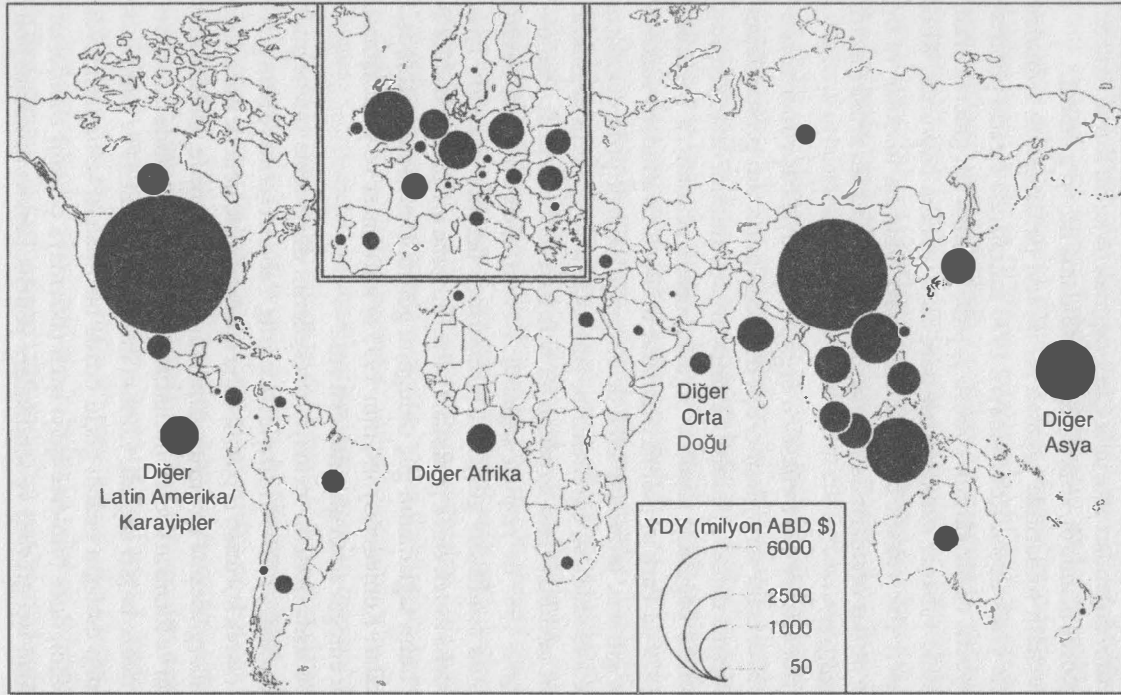 Diğer
Latin Amerika/
Karayipler
Diğer Afrika
Diğer
Orta
Doğu
Diğer
Asya
YDY (milyon ABD $)
6000
2500
1000
50